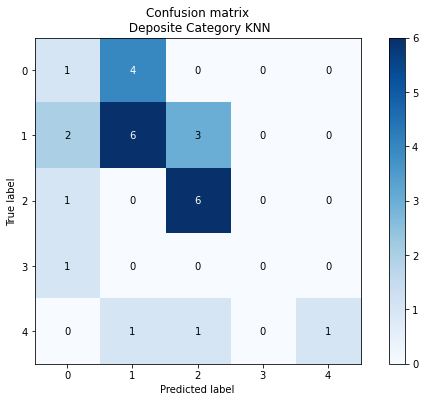 Confusion matrix
Deposite Category KNN
0 1 4 0 0 0
1 2 6 3 0 0
2 1 0 6 0 0
3 1 0 0 0 0
4 0 1 1 0 1
0 1 2 3 4
True label
Predicted label
6
5
4
3
2
1
0